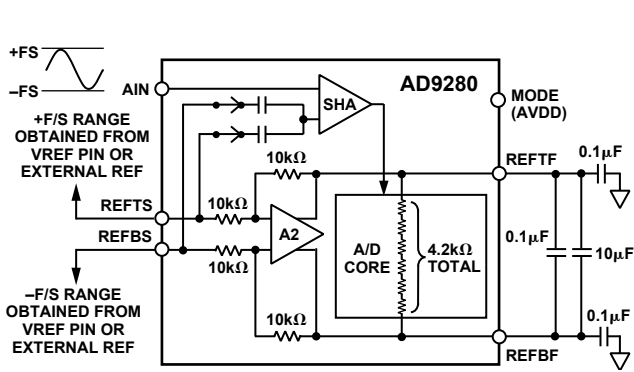 +FS
–FS
AIN
+F/S RANGE
OBTAINED FROM
VREF PIN OR
EXTERNAL REF
REFTS
REFBS
–F/S RANGE
OBTAINED FROM
VREF PIN OR
EXTERNAL REF
SHA
AD9280
10kΩ
10kΩ
A2
10kΩ
10kΩ
A/D
CORE
4.2kΩ
TOTAL
MODE
(AVDD)
REFTF
0.1μF
0.1μF
10μF
0.1μF
REFBF